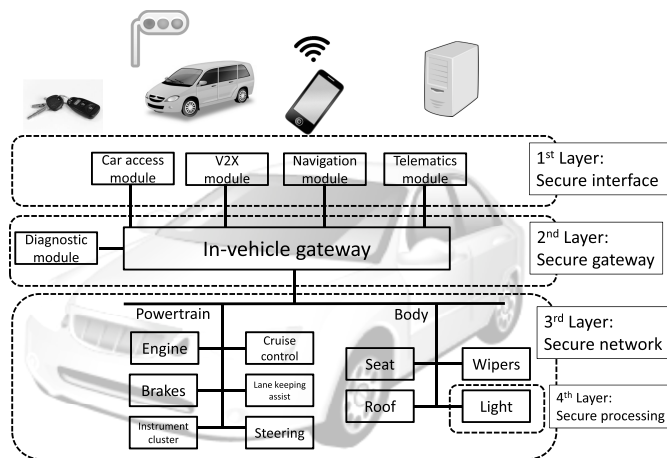 Car access
module
V2X
module
Navigation
module
Telematics
module
1st Layer:
Secure interface
Diagnostic
module
In-vehicle gateway
2nd Layer:
Secure gateway
Powertrain
Body
3rd Layer:
Secure network
Engine
Cruise
control
Seat
Wipers
Brakes
Lane keeping
assist
Roof
Light
4th Layer:
Secure processing
Instrument
cluster
Steering